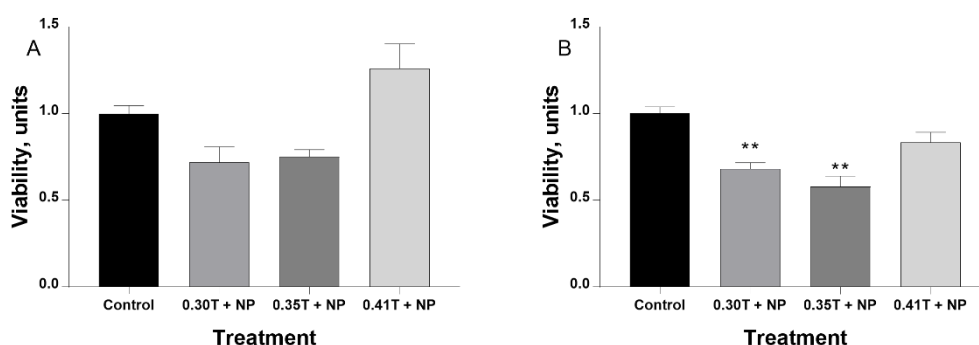 A
Viability, units
1.5
1.0
0.5
0.0
Control
0.30T + NP
0.35T + NP
0.41T + NP
Treatment
B
Viability, units
1.5
1.0
0.5
0.0
**
**
Control
0.30T + NP
0.35T + NP
0.41T + NP
Treatment